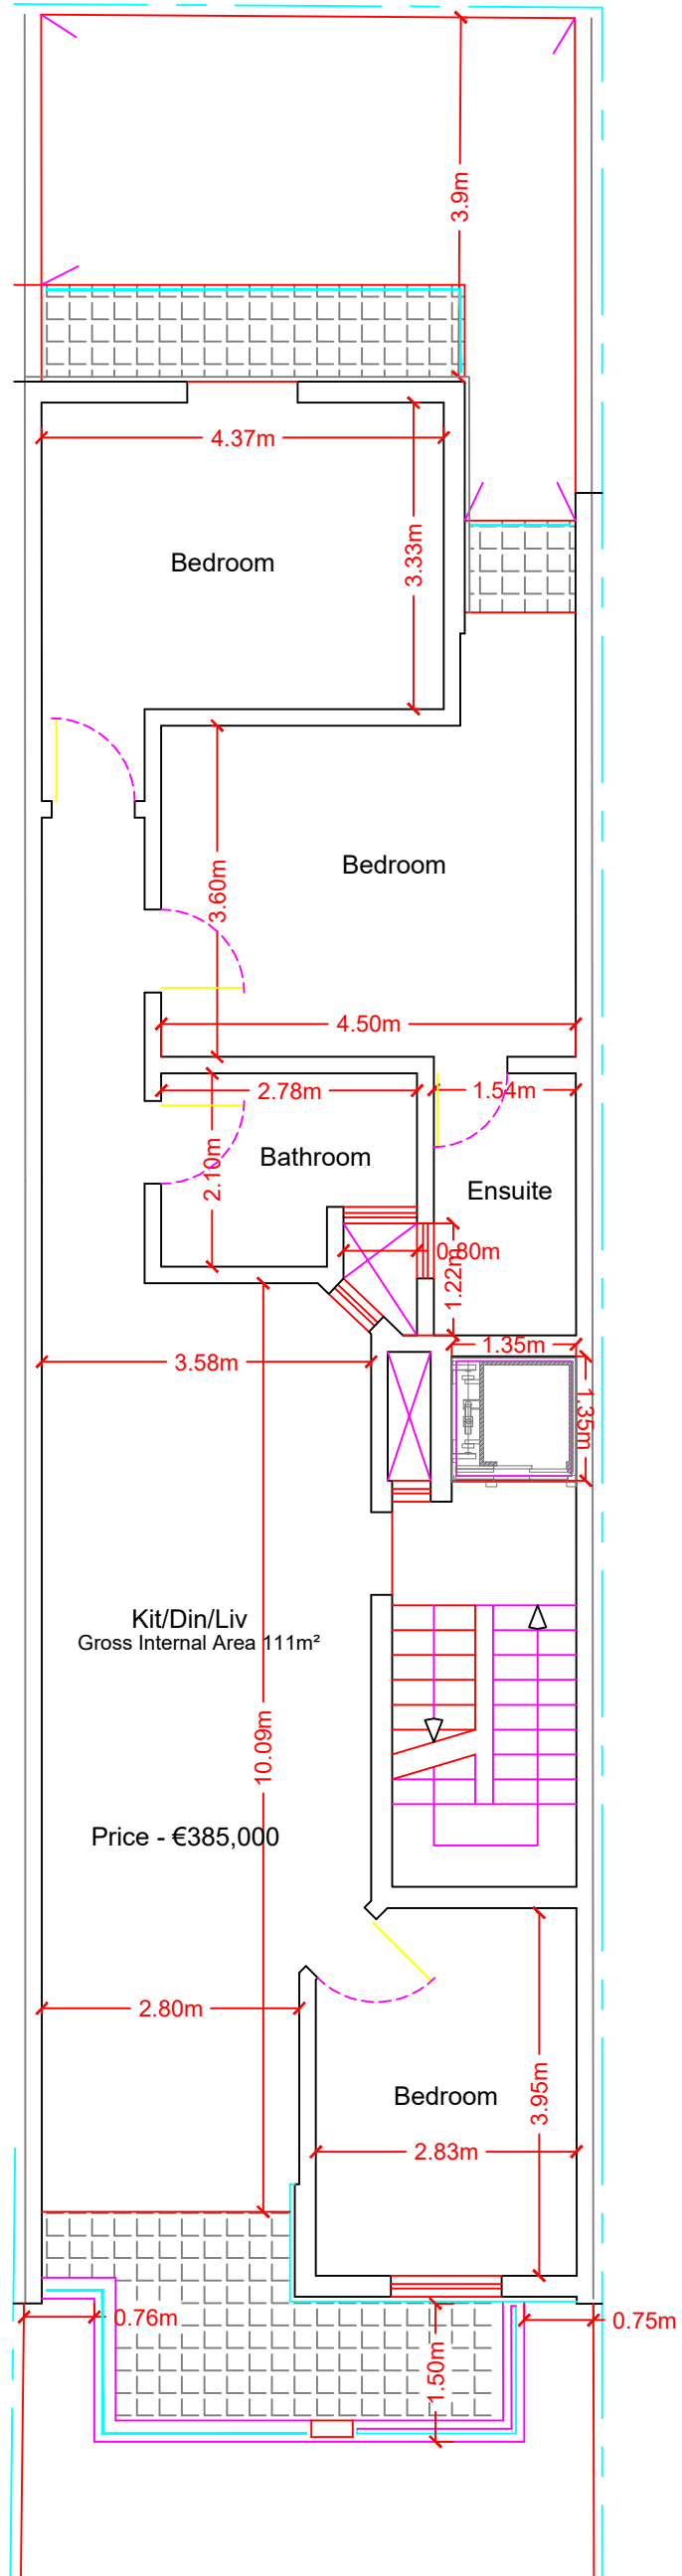 3.9m
4.37m
3.33m
Bedroom
3.60m
Bedroom
4.50m
2.78m
1.54m
Bathroom
2.10m
Ensuite
0.80m
1.22m
1.35m
3.58m
1.35m
Kit/Din/Liv
Gross Internal Area 111m²
10.09m
Price - €385,000
2.80m
Bedroom
3.95m
2.83m
0.76m
0.75m
1.50m